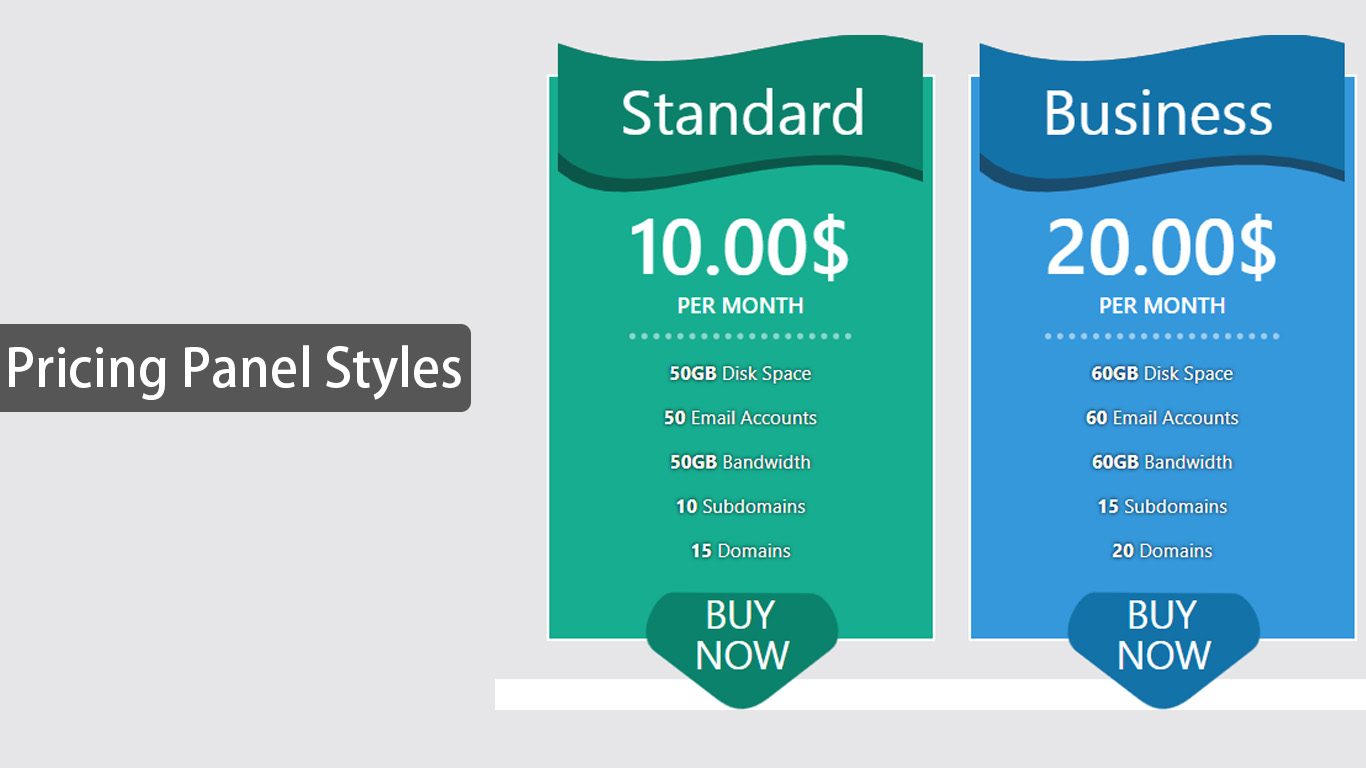 Pricing Panel Styles
Standard
10.00$
PER MONTH
50GB Disk Space
50 Email Accounts
50GB Bandwidth
10 Subdomains
15 Domains
BUY
NOW
Business
20.00$
PER MONTH
60GB Disk Space
60 Email Accounts
60GB Bandwidth
15 Subdomains
20 Domains
BUY
NOW